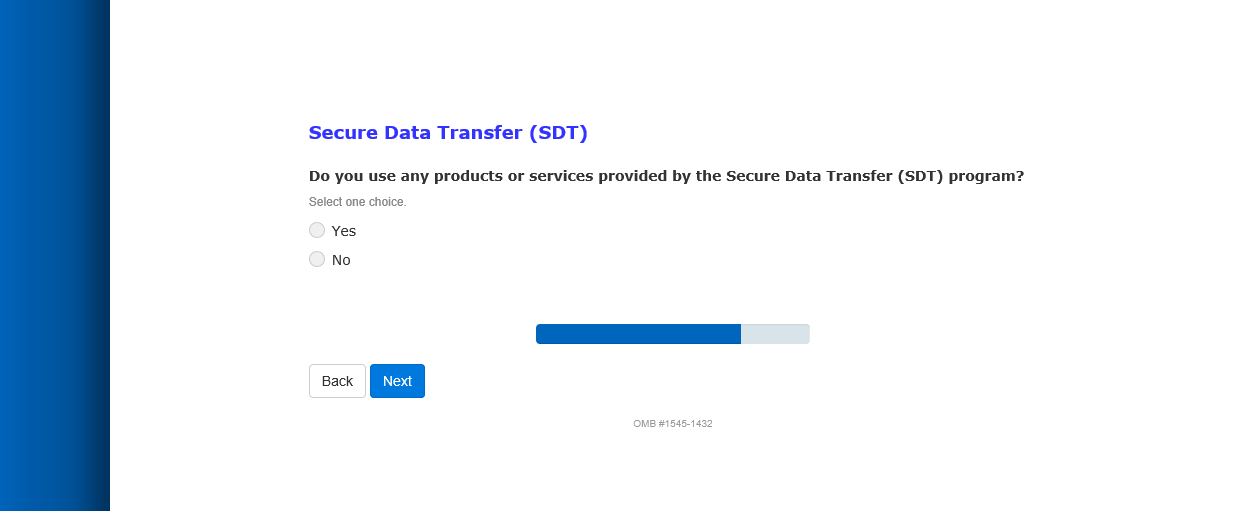 Secure Data Transfer (SDT)
Do you use any products or services provided by the Secure Data Transfer (SDT) program?
Select one choice.
Yes
No
Back Next
OMB #1545-1432